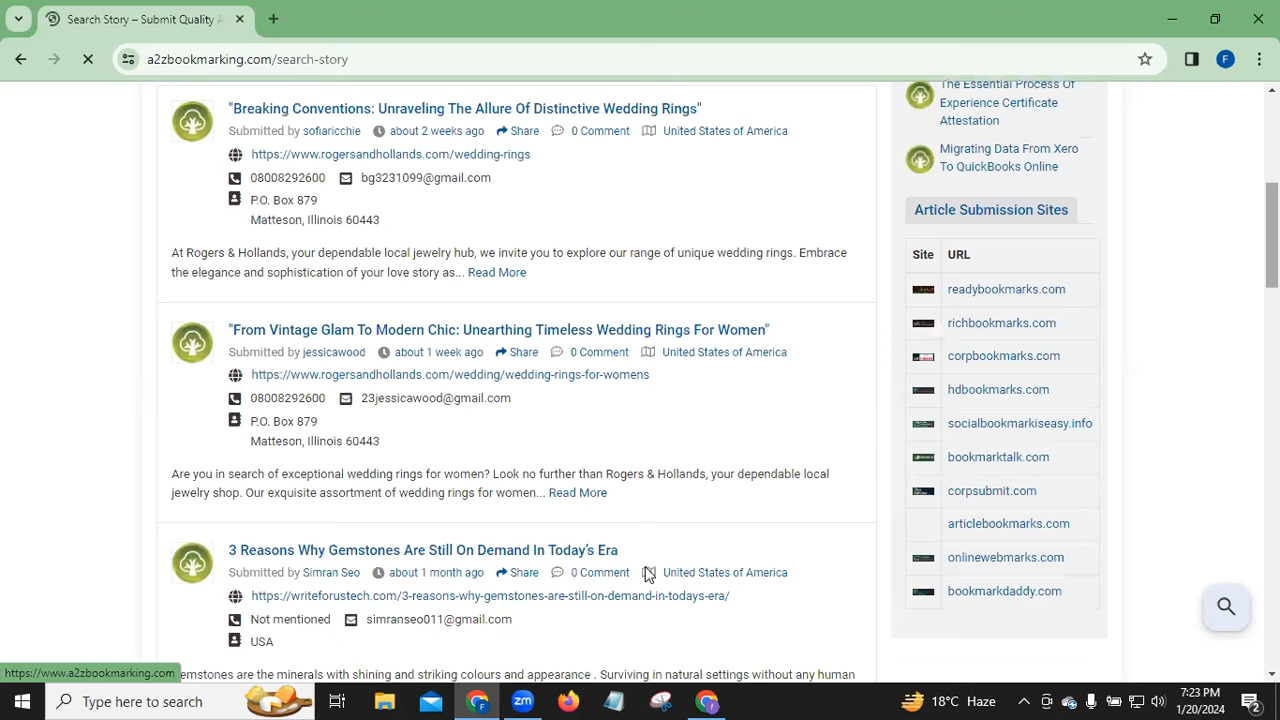 Search Story – Submit Quality A
a2zbookmarking.com/search-story
F
"Breaking Conventions: Unraveling The Allure Of Distinctive Wedding Rings"
Submitted by sofiaricchie about 2 weeks ago Share 0 Comment United States of America
https://www.rogersandhollands.com/wedding-rings
08008292600 bg3231099@gmail.com
P.O. Box 879
Matteson, Illinois 60443
At Rogers & Hollands, your dependable local jewelry hub, we invite you to explore our range of unique wedding rings. Embrace
the elegance and sophistication of your love story as... Read More
"From Vintage Glam To Modern Chic: Unearthing Timeless Wedding Rings For Women"
Submitted by jessicawood about 1 week ago Share 0 Comment United States of America
https://www.rogersandhollands.com/wedding/wedding-rings-for-womens
08008292600 23jessicawood@gmail.com
P.O. Box 879
Matteson, Illinois 60443
Are you in search of exceptional wedding rings for women? Look no further than Rogers & Hollands, your dependable local
jewelry shop. Our exquisite assortment of wedding rings for women... Read More
3 Reasons Why Gemstones Are Still On Demand In Today's Era
Submitted by Simran Seo about 1 month ago Share 0 Comment United States of America
https://writeforustech.com/3-reasons-why-gemstones-are-still-on-demand-in-todays-era/
Not mentioned simranseo011@gmail.com
USA
emstones are the minerals with shining and striking colours and appearance . Surviving in natural settings without any human
The Essential Process Of
Experience Certificate
Attestation
Migrating Data From Xero
To QuickBooks Online
Article Submission Sites
Site URL
readybookmarks.com
richbookmarks.com
corpbookmarks.com
hdbookmarks.com
socialbookmarkiseasy.info
bookmarktalk.com
corpsubmit.com
articlebookmarks.com
onlinewebmarks.com
bookmarkdaddy.com
https://www.a2zbookmarking.com
Type here to search
zm
18°C Haze
7:23 PM
1/20/2024
2